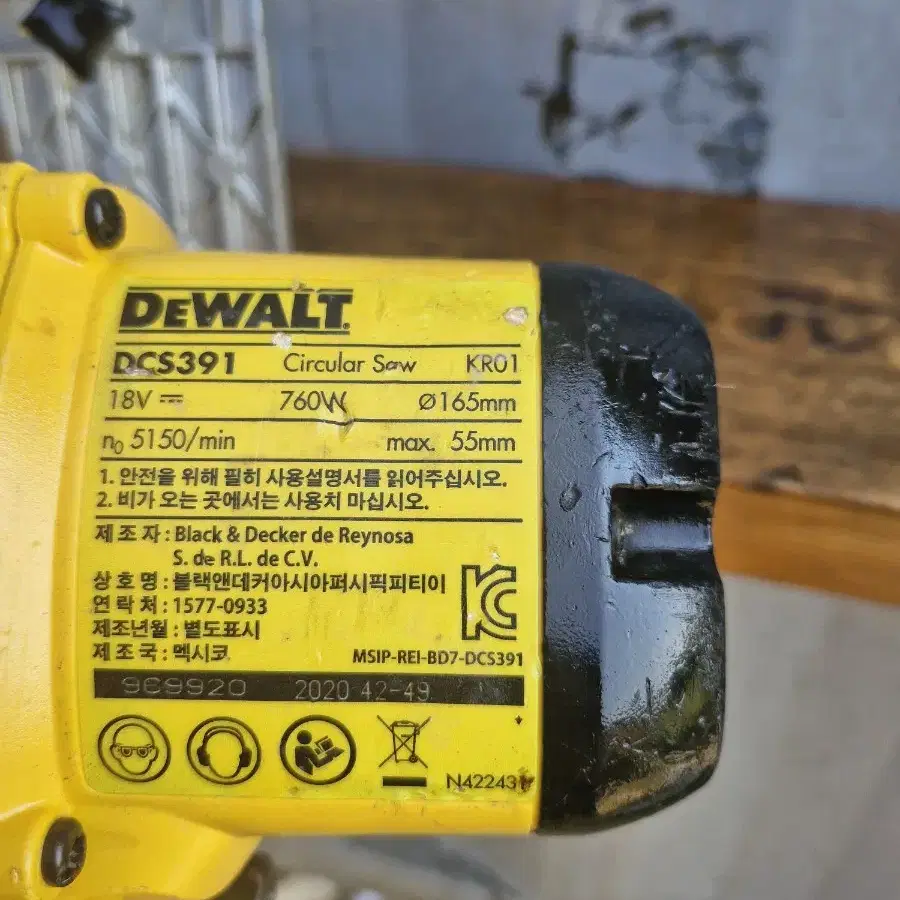 DEWALT
DCS391 Circular Saw KR01
18V 760W Ø165mm
n₀ 5150/min max. 55mm
1. 안전을 위해 필히 사용설명서를 읽어주십시오.
2. 비가 오는 곳에서는 사용치 마십시오.
제 조 자 : Black & Decker de Reynosa
S. de R.L. de C.V.
상 호 명 : 블랙앤데커아시아퍼시픽피티이
연 락 처 : 1577-0933
제조년월 : 별도표시
제 조 국 : 멕시코
MSIP-REI-BD7-DCS391
9C9920 2020 42-49